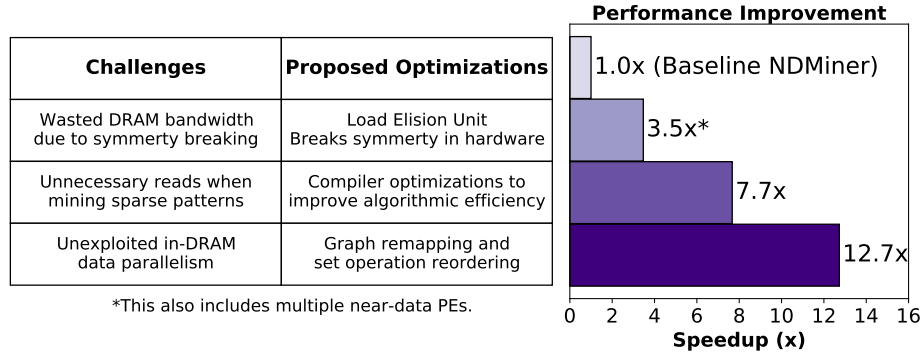 Performance Improvement
Challenges
Proposed Optimizations
1.0x (Baseline NDMiner)
Wasted DRAM bandwidth
due to symmerty breaking
Load Elision Unit
Breaks symmerty in hardware
3.5x*
Unnecessary reads when
mining sparse patterns
Compiler optimizations to
improve algorithmic efficiency
7.7x
Unexploited in-DRAM
data parallelism
Graph remapping and
set operation reordering
12.7x
*This also includes multiple near-data PEs.
0 2 4 6 8 10 12 14 16
Speedup (x)